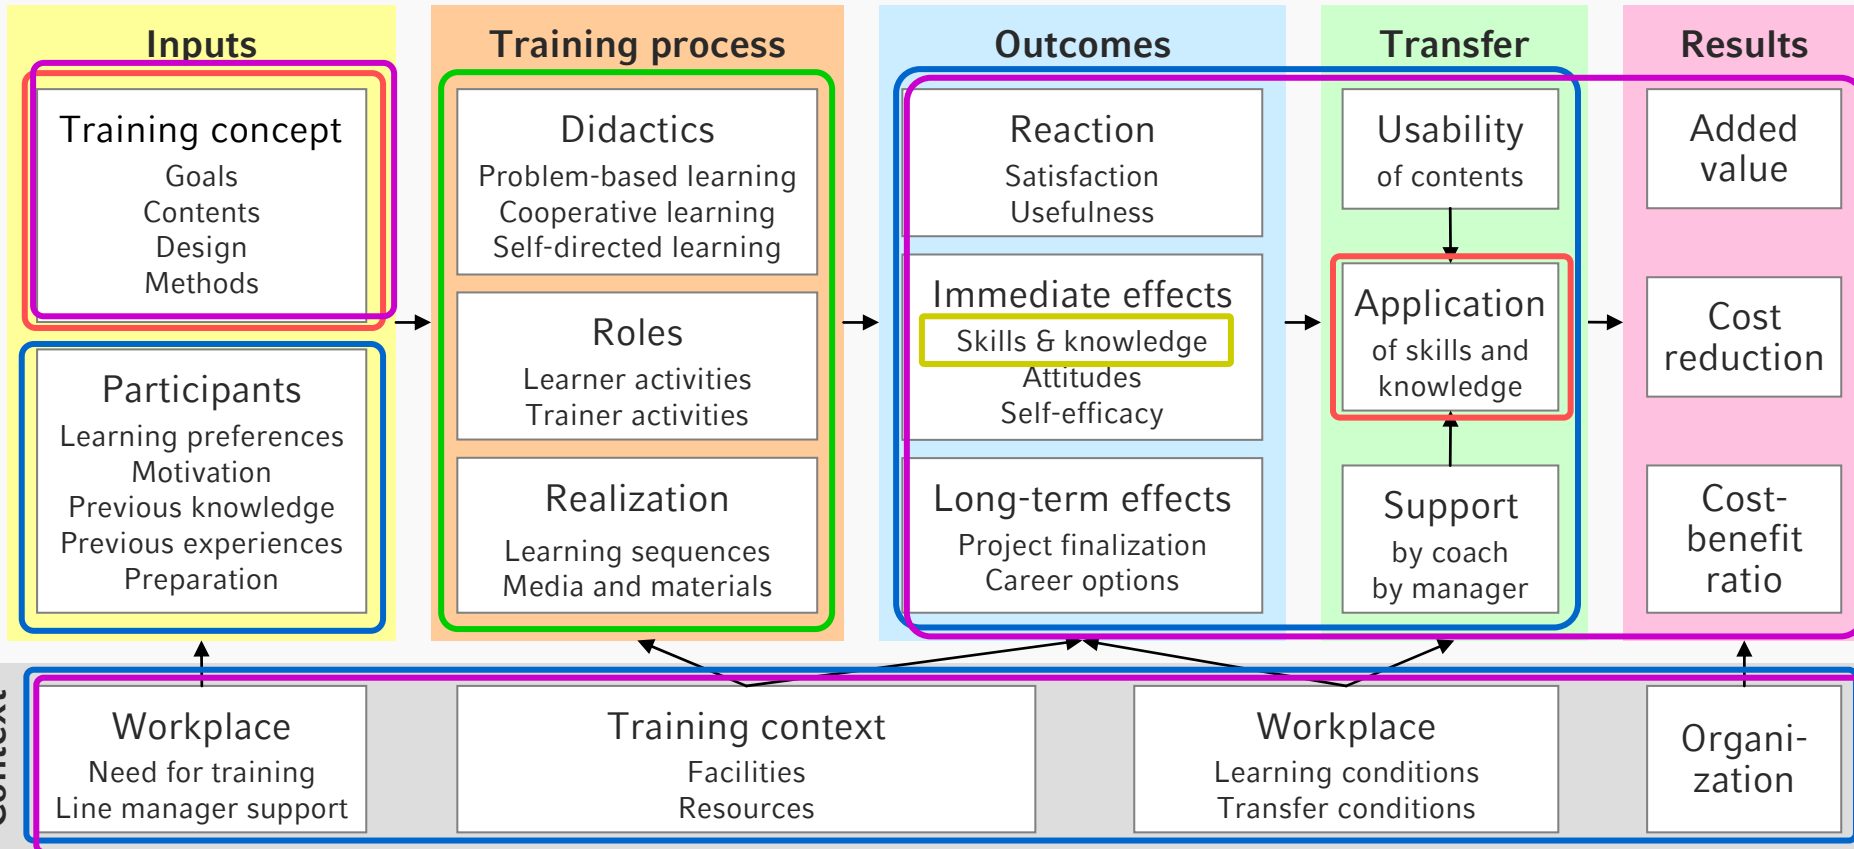 Inputs
Training concept
Goals
Contents
Design
Methods
Participants
Learning preferences
Motivation
Previous knowledge
Previous experiences
Preparation
Training process
Didactics
Problem-based learning
Cooperative learning
Self-directed learning
Roles
Learner activities
Trainer activities
Realization
Learning sequences
Media and materials
Outcomes
Reaction
Satisfaction
Usefulness
Immediate effects
Skills & knowledge
Attitudes
Self-efficacy
Long-term effects
Project finalization
Career options
Transfer
Usability
of contents
Application
of skills and
knowledge
Support
by coach
by manager
Results
Added
value
Cost
reduction
Cost-
benefit
ratio
Context
Workplace
Need for training
Line manager support
Training context
Facilities
Resources
Workplace
Learning conditions
Transfer conditions
Organi-
zation